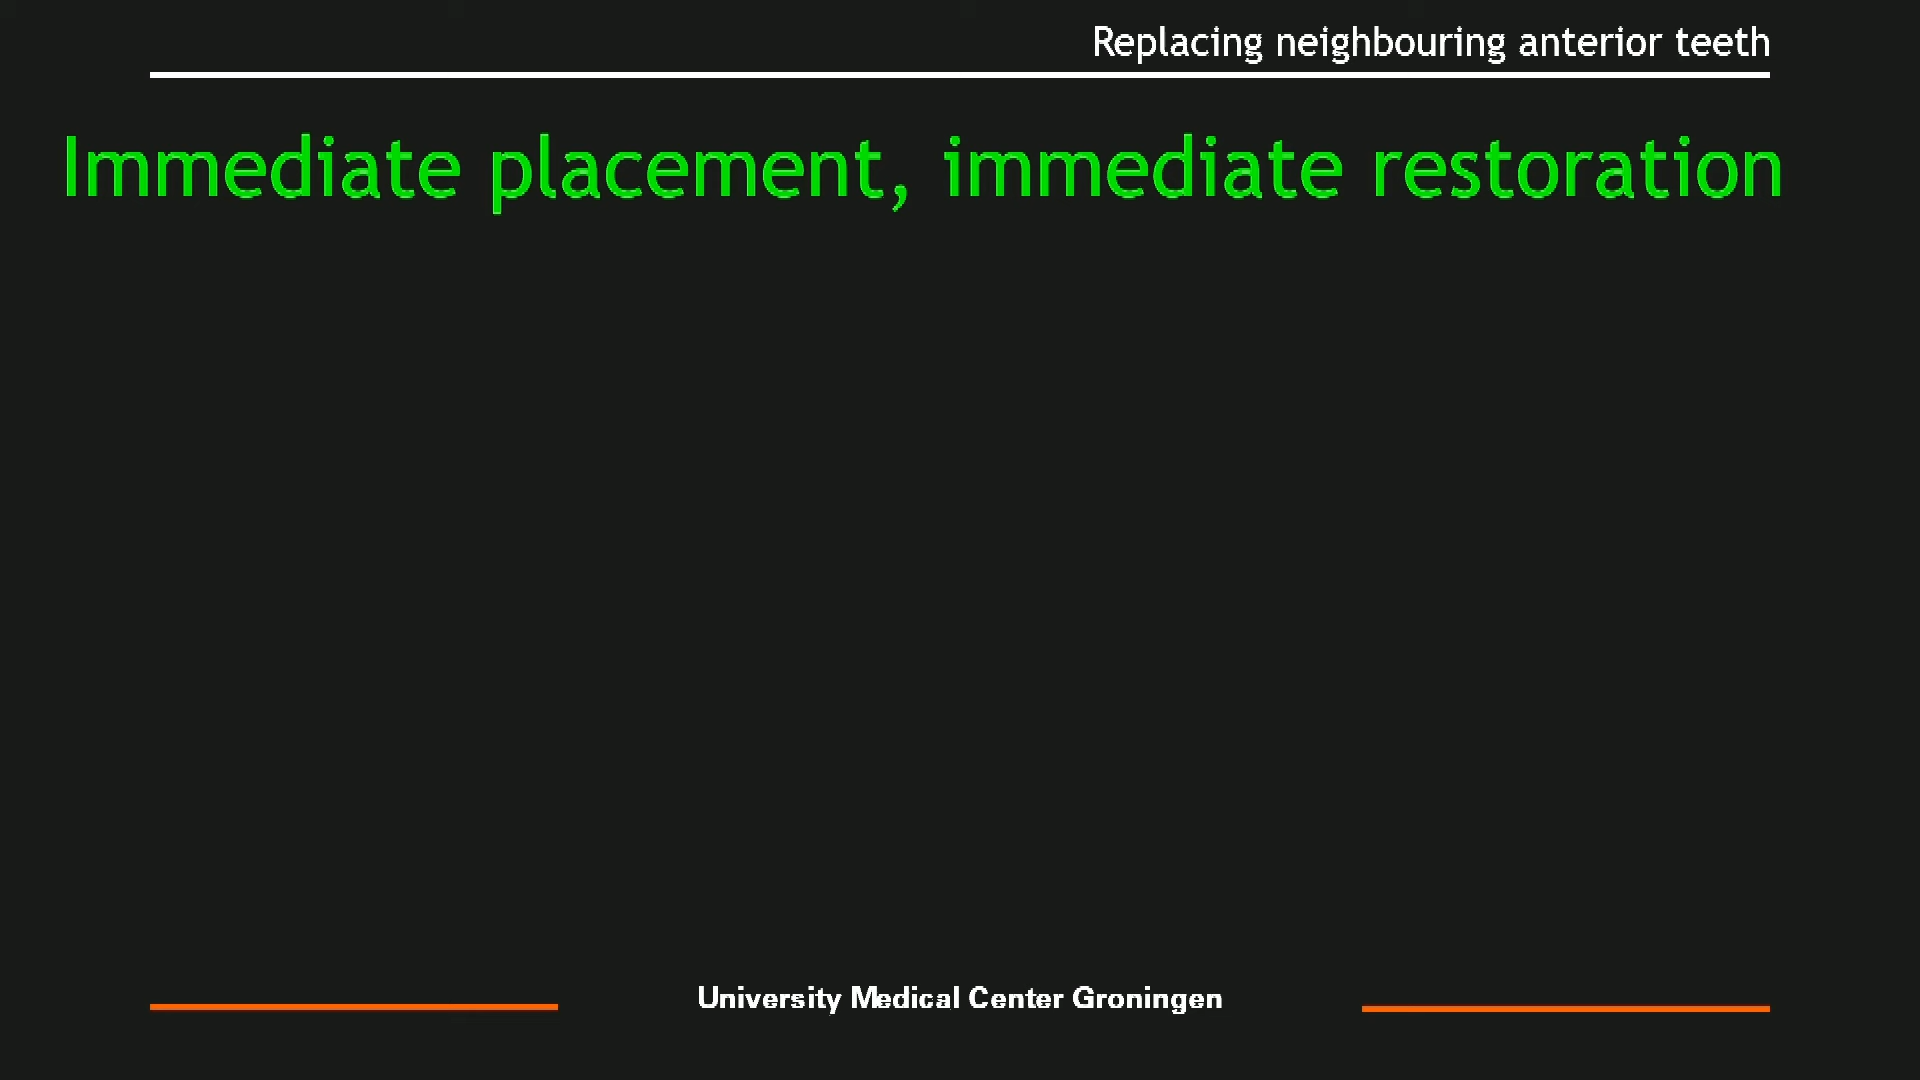 Replacing neighbouring anterior teeth
Immediate placement, immediate restoration
University Medical Center Groningen